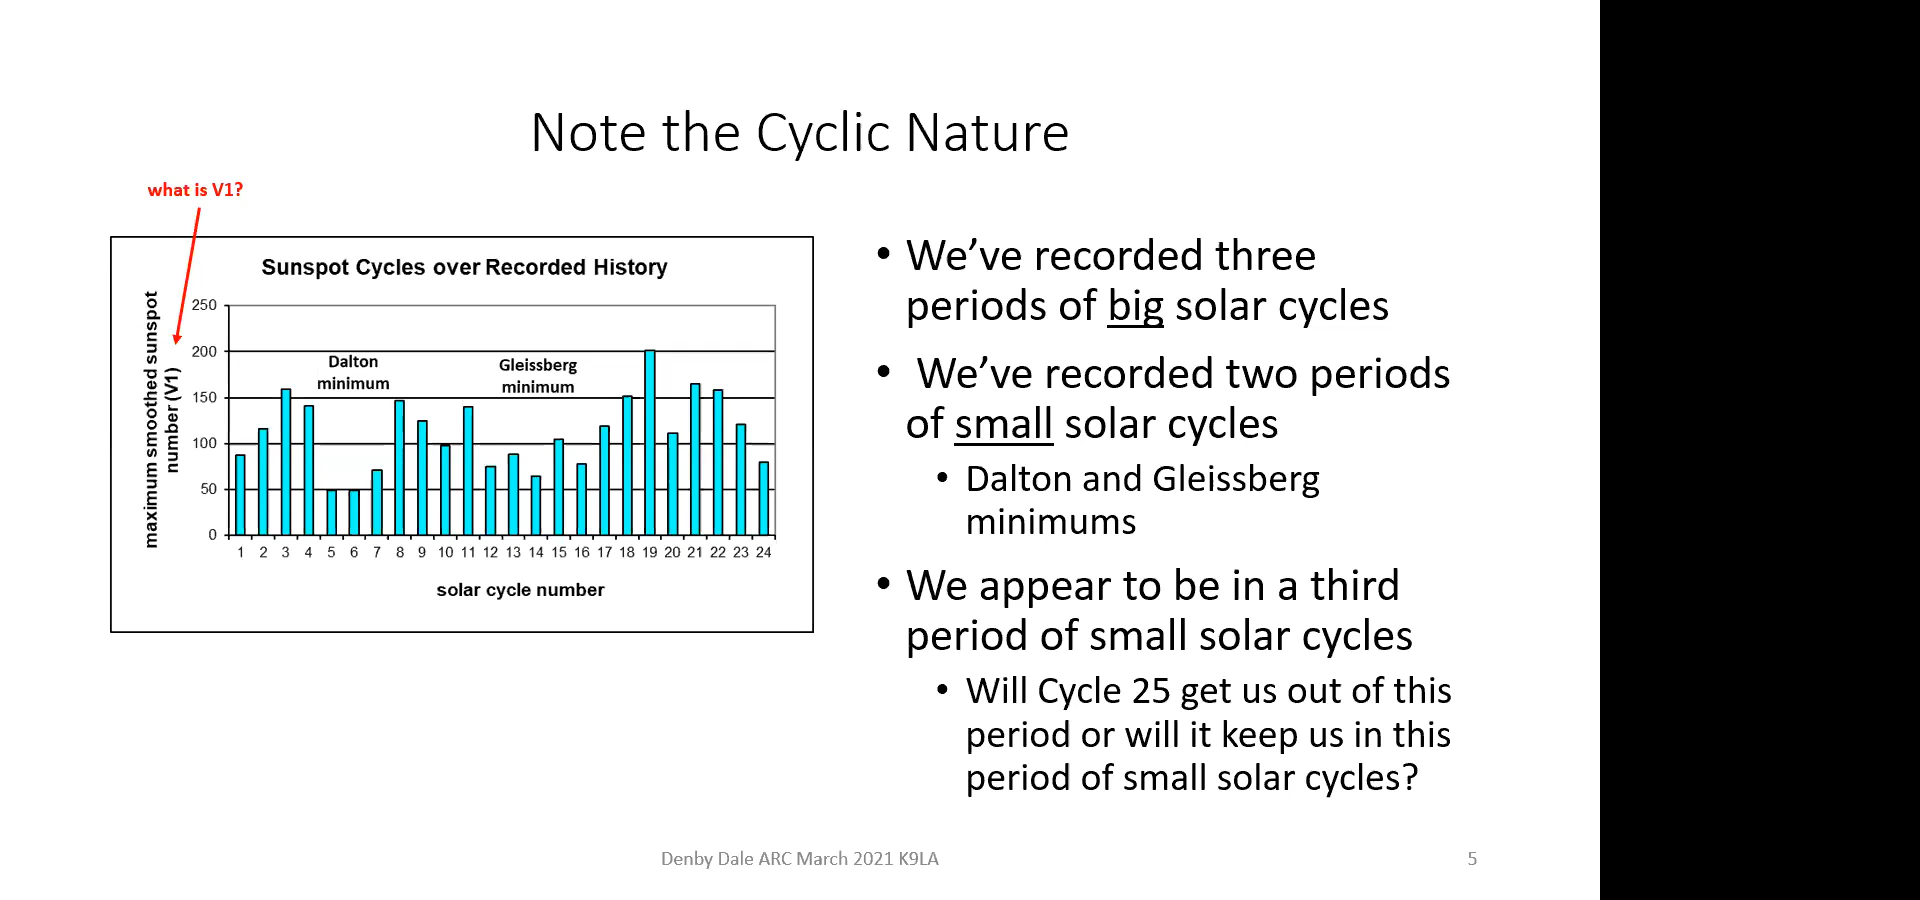 Note the Cyclic Nature
what is V1?
Sunspot Cycles over Recorded History
maximum smoothed sunspot
number (V1)
250
200
150
100
50
0
Dalton
minimum
Gleissberg
minimum
1 2 3 4 5 6 7 8 9 10 11 12 13 14 15 16 17 18 19 20 21 22 23 24
solar cycle number
• We’ve recorded three
periods of big solar cycles
• We’ve recorded two periods
of small solar cycles
• Dalton and Gleissberg
minimums
• We appear to be in a third
period of small solar cycles
• Will Cycle 25 get us out of this
period or will it keep us in this
period of small solar cycles?
Denby Dale ARC March 2021 K9LA
5